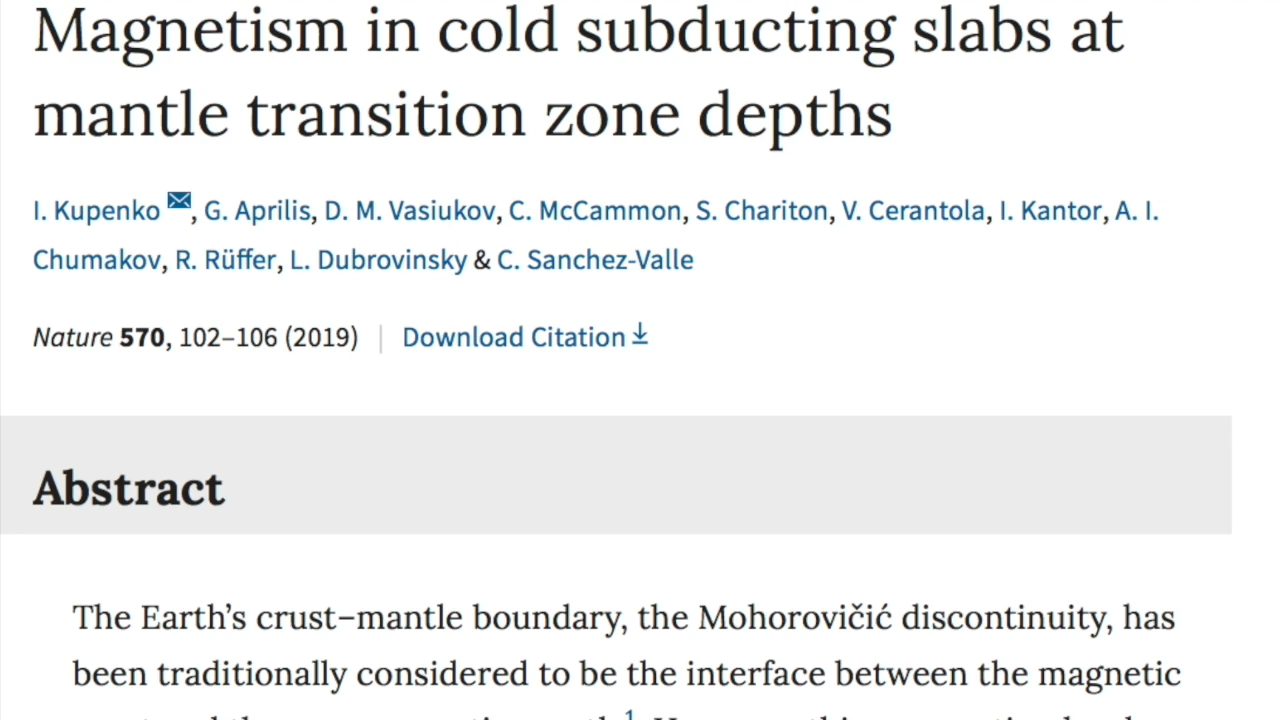 Magnetism in cold subducting slabs at
mantle transition zone depths
I. Kupenko, G. Aprilis, D. M. Vasiukov, C. McCammon, S. Chariton, V. Cerantola, I. Kantor, A. I.
Chumakov, R. Rüffer, L. Dubrovinsky & C. Sanchez-Valle
Nature 570, 102–106 (2019) | Download Citation
Abstract
The Earth’s crust–mantle boundary, the Mohorovičić discontinuity, has
been traditionally considered to be the interface between the magnetic